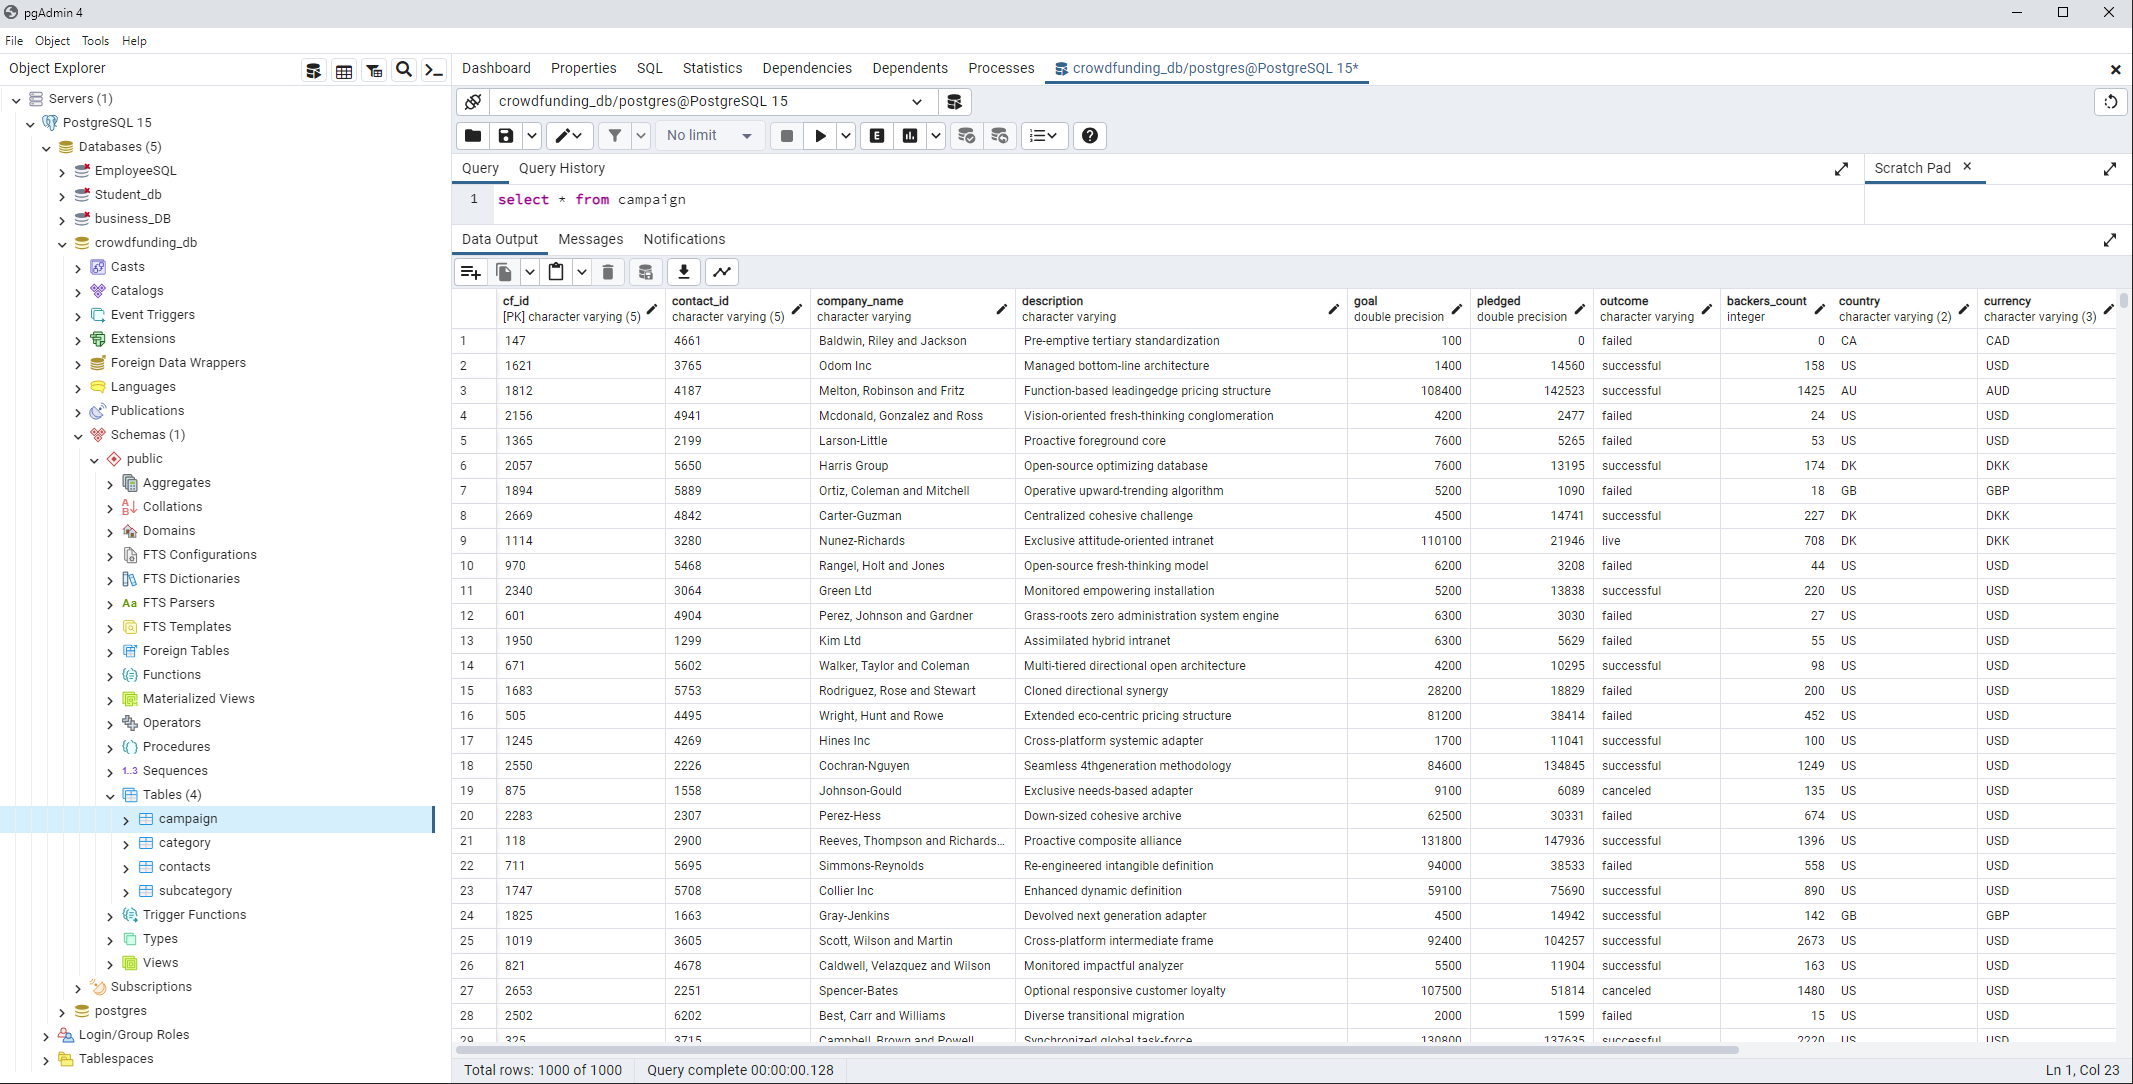 pgAdmin 4
File Object Tools Help
Object Explorer
Dashboard Properties SQL Statistics Dependencies Dependents Processes crowdfunding_db/postgres@PostgreSQL 15*
Servers (1)
PostgreSQL 15
Databases (5)
EmployeeSQL
Student_db
business_DB
crowdfunding_db
Casts
Catalogs
Event Triggers
Extensions
Foreign Data Wrappers
Languages
Publications
Schemas (1)
public
Aggregates
Collations
Domains
FTS Configurations
FTS Dictionaries
Aa FTS Parsers
FTS Templates
Foreign Tables
Functions
Materialized Views
Operators
Procedures
1..3 Sequences
Tables (4)
campaign
category
contacts
subcategory
Trigger Functions
Types
Views
Subscriptions
postgres
Login/Group Roles
Tablespaces
crowdfunding_db/postgres@PostgreSQL 15
No limit
E
Query Query History
Scratch Pad
1 select * from campaign
Data Output Messages Notifications
cf_id contact_id company_name description goal pledged outcome backers_count country currency
[PK] character varying (5) character varying (5) character varying character varying double precision double precision character varying integer character varying (2) character varying (3)
1 147 4661 Baldwin, Riley and Jackson Pre-emptive tertiary standardization 100 0 failed 0 CA CAD
2 1621 3765 Odom Inc Managed bottom-line architecture 1400 14560 successful 158 US USD
3 1812 4187 Melton, Robinson and Fritz Function-based leadingedge pricing structure 108400 142523 successful 1425 AU AUD
4 2156 4941 Mcdonald, Gonzalez and Ross Vision-oriented fresh-thinking conglomeration 4200 2477 failed 24 US USD
5 1365 2199 Larson-Little Proactive foreground core 7600 5265 failed 53 US USD
6 2057 5650 Harris Group Open-source optimizing database 7600 13195 successful 174 DK DKK
7 1894 5889 Ortiz, Coleman and Mitchell Operative upward-trending algorithm 5200 1090 failed 18 GB GBP
8 2669 4842 Carter-Guzman Centralized cohesive challenge 4500 14741 successful 227 DK DKK
9 1114 3280 Nunez-Richards Exclusive attitude-oriented intranet 110100 21946 live 708 DK DKK
10 970 5468 Rangel, Holt and Jones Open-source fresh-thinking model 6200 3208 failed 44 US USD
11 2340 3064 Green Ltd Monitored empowering installation 5200 13838 successful 220 US USD
12 601 4904 Perez, Johnson and Gardner Grass-roots zero administration system engine 6300 3030 failed 27 US USD
13 1950 1299 Kim Ltd Assimilated hybrid intranet 6300 5629 failed 55 US USD
14 671 5602 Walker, Taylor and Coleman Multi-tiered directional open architecture 4200 10295 successful 98 US USD
15 1683 5753 Rodriguez, Rose and Stewart Cloned directional synergy 28200 18829 failed 200 US USD
16 505 4495 Wright, Hunt and Rowe Extended eco-centric pricing structure 81200 38414 failed 452 US USD
17 1245 4269 Hines Inc Cross-platform systemic adapter 1700 11041 successful 100 US USD
18 2550 2226 Cochran-Nguyen Seamless 4thgeneration methodology 84600 134845 successful 1249 US USD
19 875 1558 Johnson-Gould Exclusive needs-based adapter 9100 6089 canceled 135 US USD
20 2283 2307 Perez-Hess Down-sized cohesive archive 62500 30331 failed 674 US USD
21 118 2900 Reeves, Thompson and Richards... Proactive composite alliance 131800 147936 successful 1396 US USD
22 711 5695 Simmons-Reynolds Re-engineered intangible definition 94000 38533 failed 558 US USD
23 1747 5708 Collier Inc Enhanced dynamic definition 59100 75690 successful 890 US USD
24 1825 1663 Gray-Jenkins Devolved next generation adapter 4500 14942 successful 142 GB GBP
25 1019 3605 Scott, Wilson and Martin Cross-platform intermediate frame 92400 104257 successful 2673 US USD
26 821 4678 Caldwell, Velazquez and Wilson Monitored impactful analyzer 5500 11904 successful 163 US USD
27 2653 2251 Spencer-Bates Optional responsive customer loyalty 107500 51814 canceled 1480 US USD
28 2502 6202 Best, Carr and Williams Diverse transitional migration 2000 1599 failed 15 US USD
29 325 3715 Campbell, Brown and Powell Synchronized global task-force 130800 137635 successful 2220 US USD
Total rows: 1000 of 1000 Query complete 00:00:00.128 Ln 1, Col 23